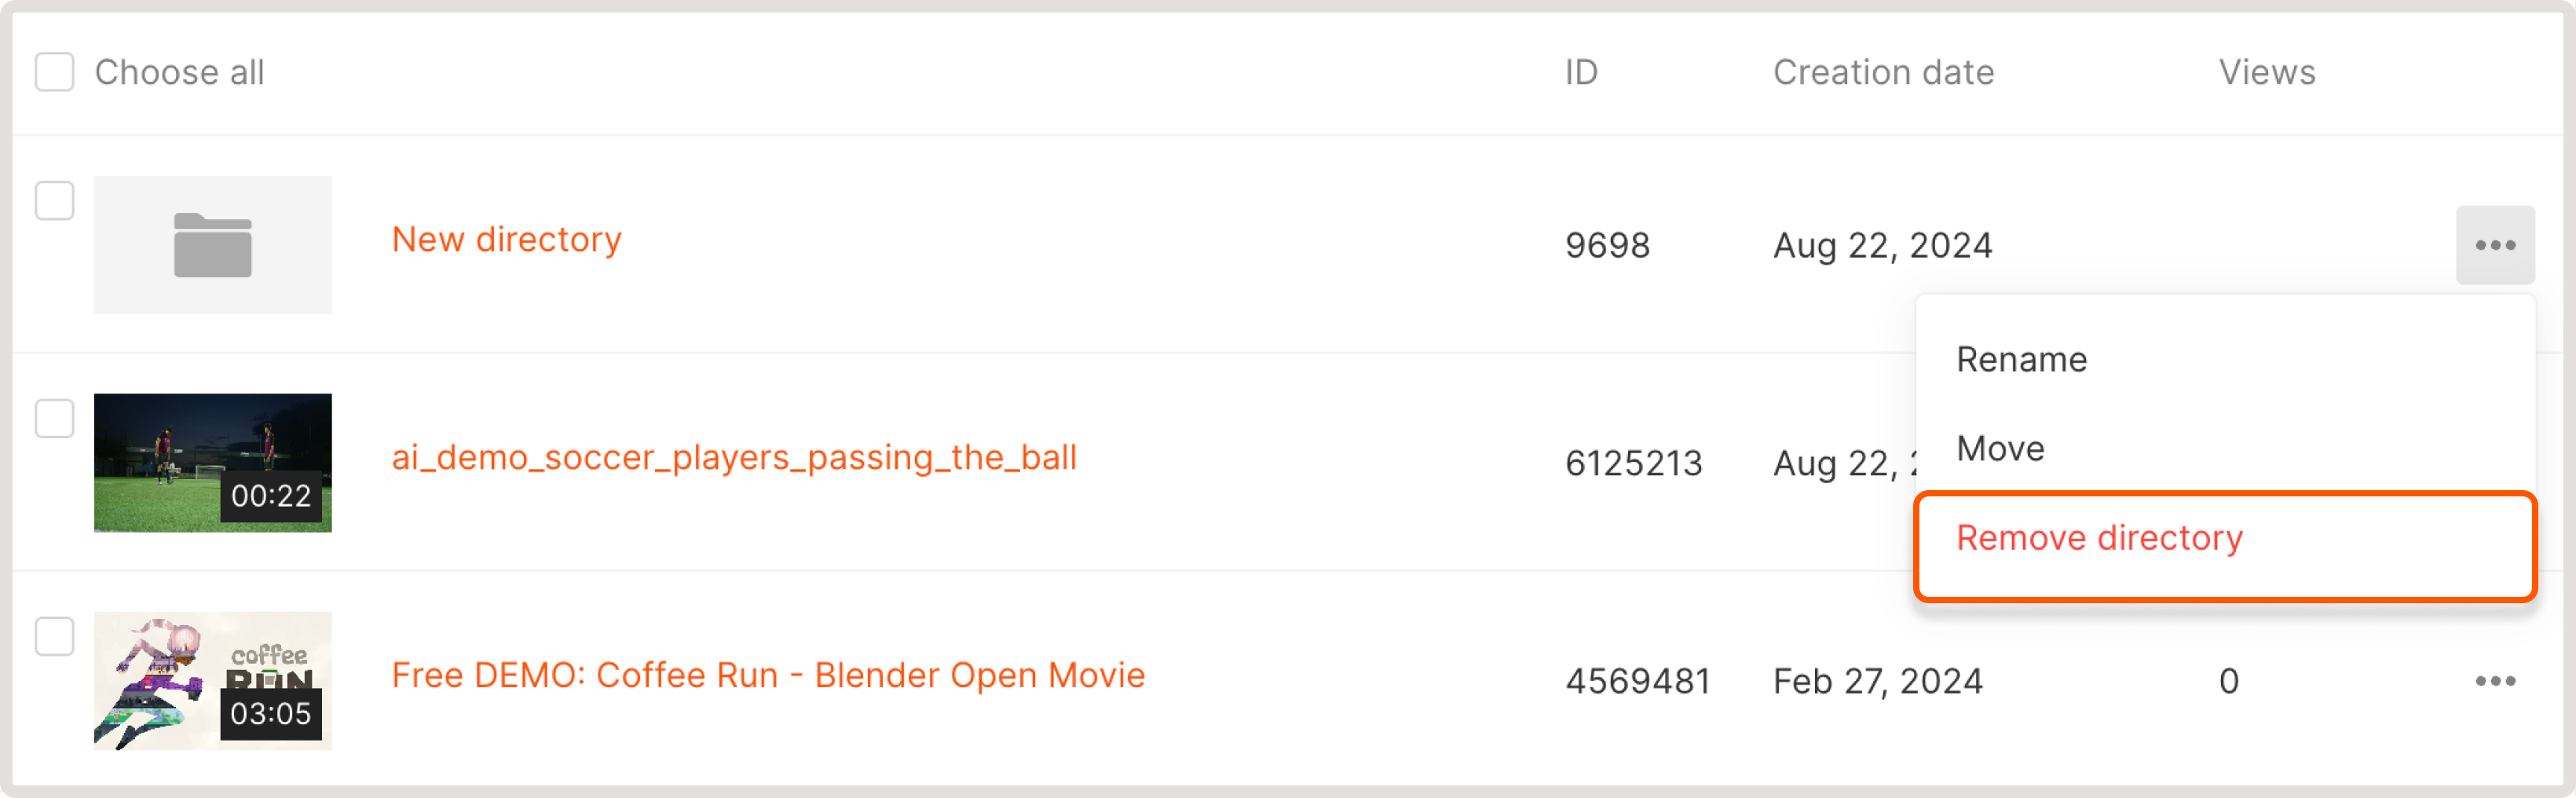 Choose all ID Creation date Views
New directory 9698 Aug 22, 2024
Rename
Move
ai_demo_soccer_players_passing_the_ball 6125213 Aug 22,
00:22
Remove directory
coffee
RUN
Free DEMO: Coffee Run - Blender Open Movie 4569481 Feb 27, 2024 0
03:05